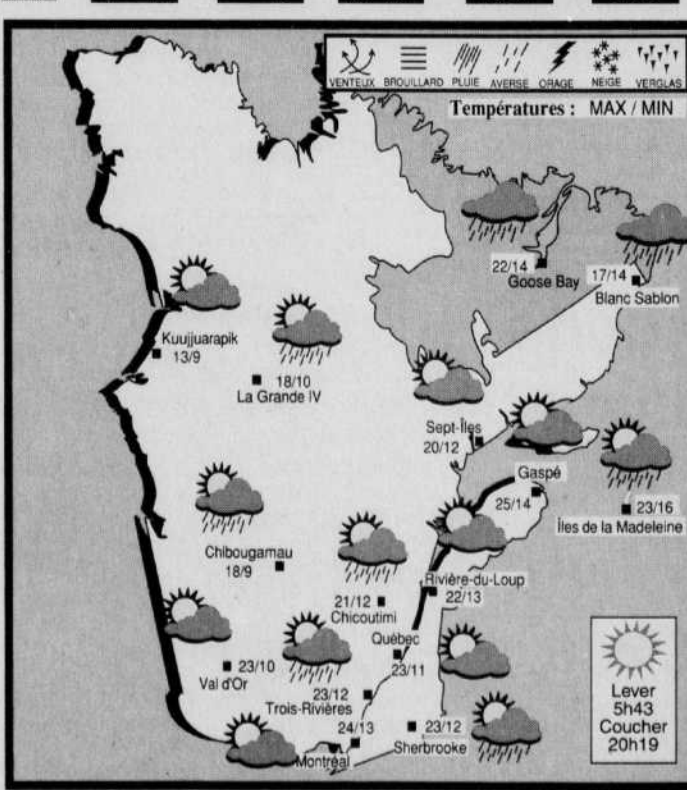 VENTEUX BROUILLARD PLUIE AVERSE ORAGE NEIGE VERGLAS
Températures : MAX / MIN
22/14
Goose Bay
17/14
Blanc Sablon
Kuujjuarapik
13/9
18/10
La Grande IV
Sept-Îles
20/12
Gaspé
25/14
23/16
Îles de la Madeleine
Chibougamau
18/9
Rivière-du-Loup
22/13
21/12
Chicoutimi
Québec
23/11
23/10
Val d'Or
23/12
Trois-Rivières
24/13
Montréal
23/12
Sherbrooke
Lever
5h43
Coucher
20h19